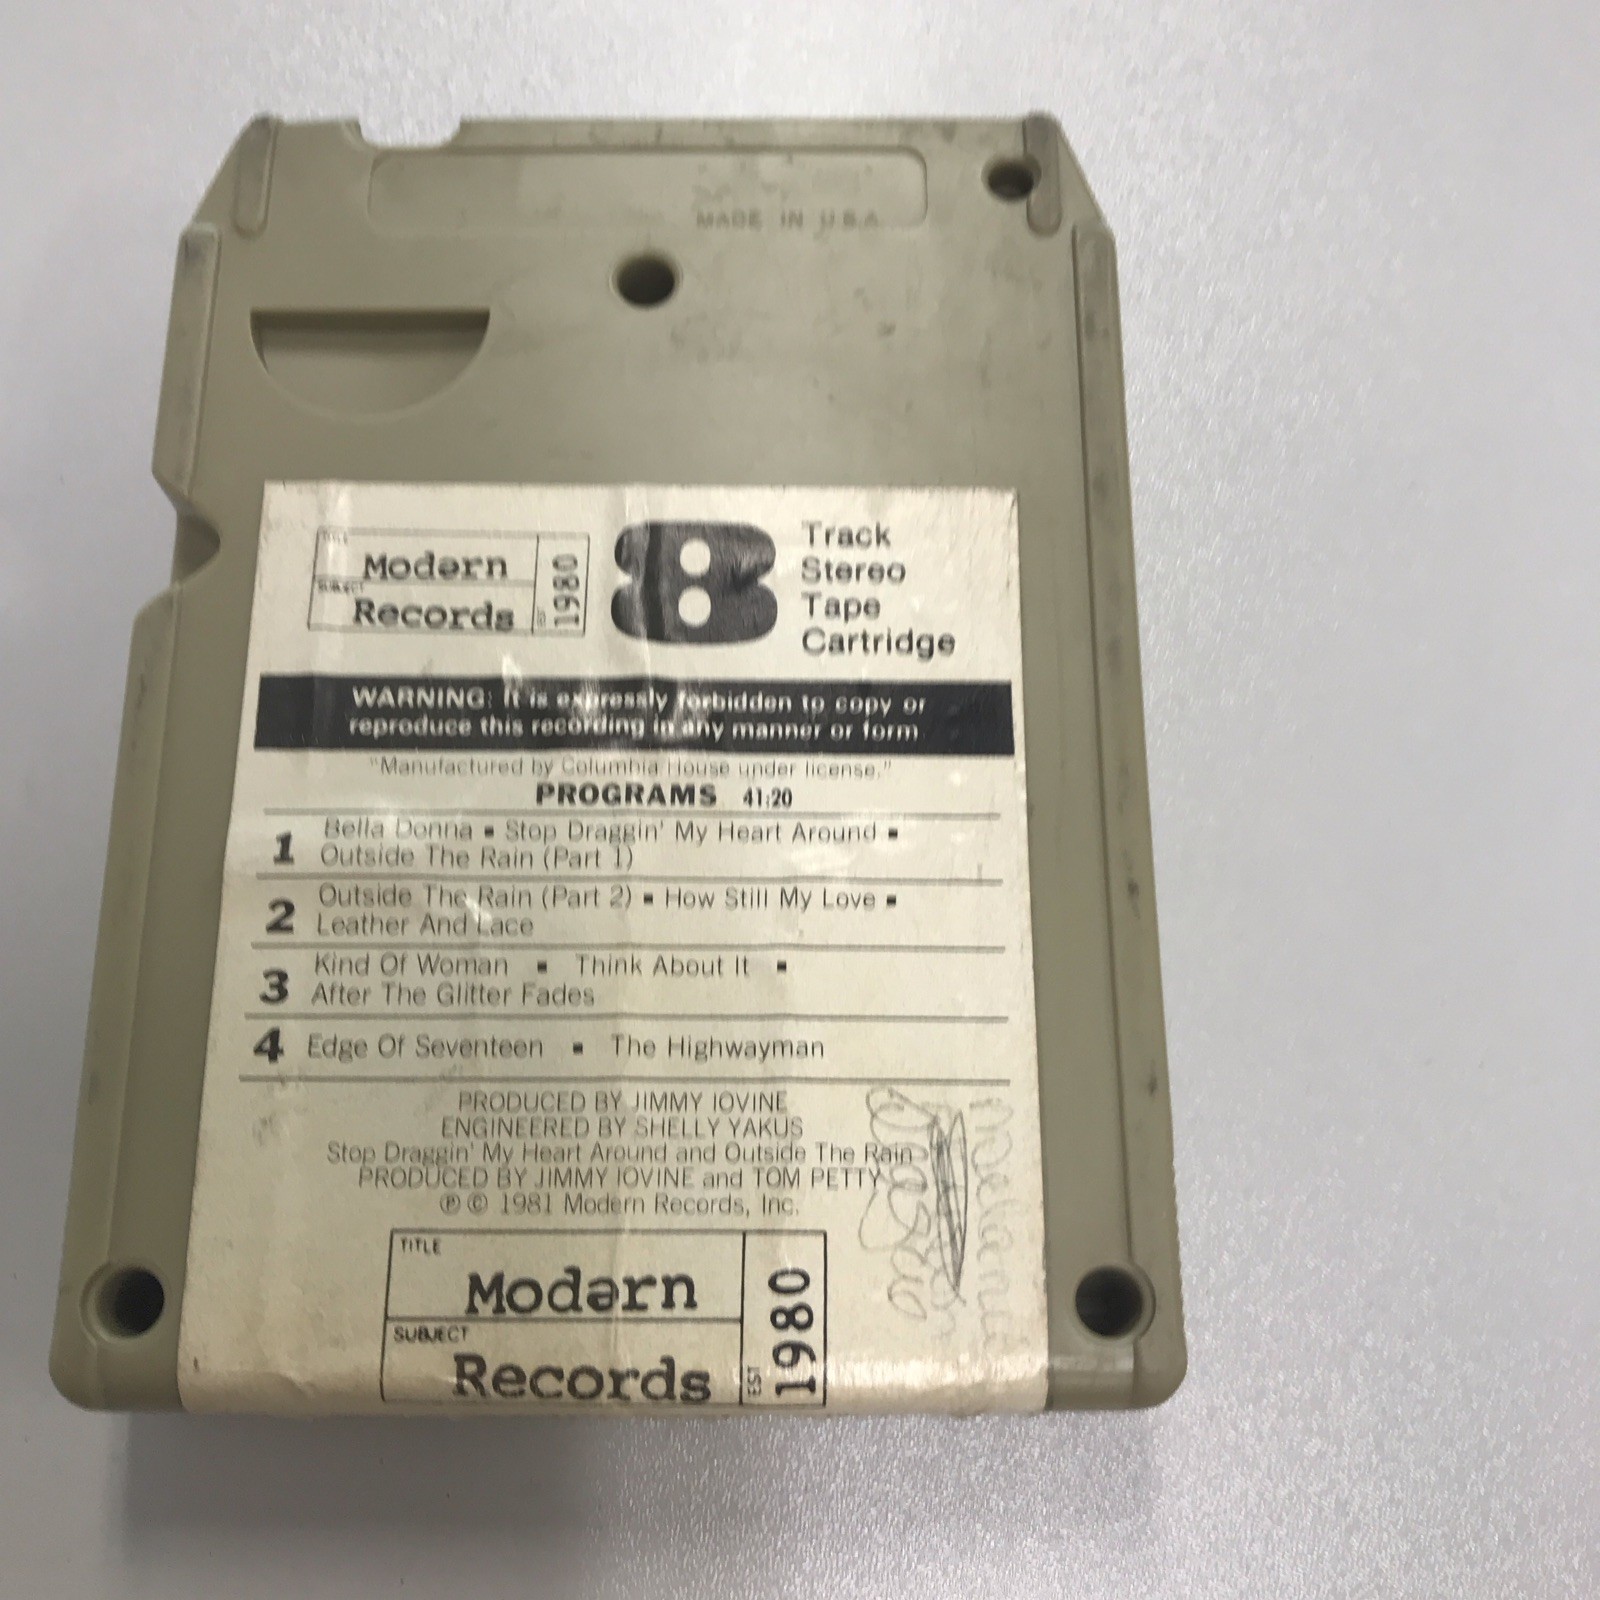 MADE IN U.S.A.
TITLE
Modern
SUBJECT
Records
EST 1980
8 Track
Stereo
Tape
Cartridge
WARNING: It is expressly forbidden to copy or
reproduce this recording in any manner or form.
"Manufactured by Columbia House under license."
PROGRAMS 41:20
1 Bella Donna ▪ Stop Draggin' My Heart Around ▪
Outside The Rain (Part 1)
2 Outside The Rain (Part 2) ▪ How Still My Love ▪
Leather And Lace
3 Kind Of Woman ▪ Think About It ▪
After The Glitter Fades
4 Edge Of Seventeen ▪ The Highwayman
PRODUCED BY JIMMY IOVINE
ENGINEERED BY SHELLY YAKUS
Stop Draggin' My Heart Around and Outside The Rain
PRODUCED BY JIMMY IOVINE and TOM PETTY
℗ © 1981 Modern Records, Inc.
TITLE
Modern
SUBJECT
Records
EST 1980